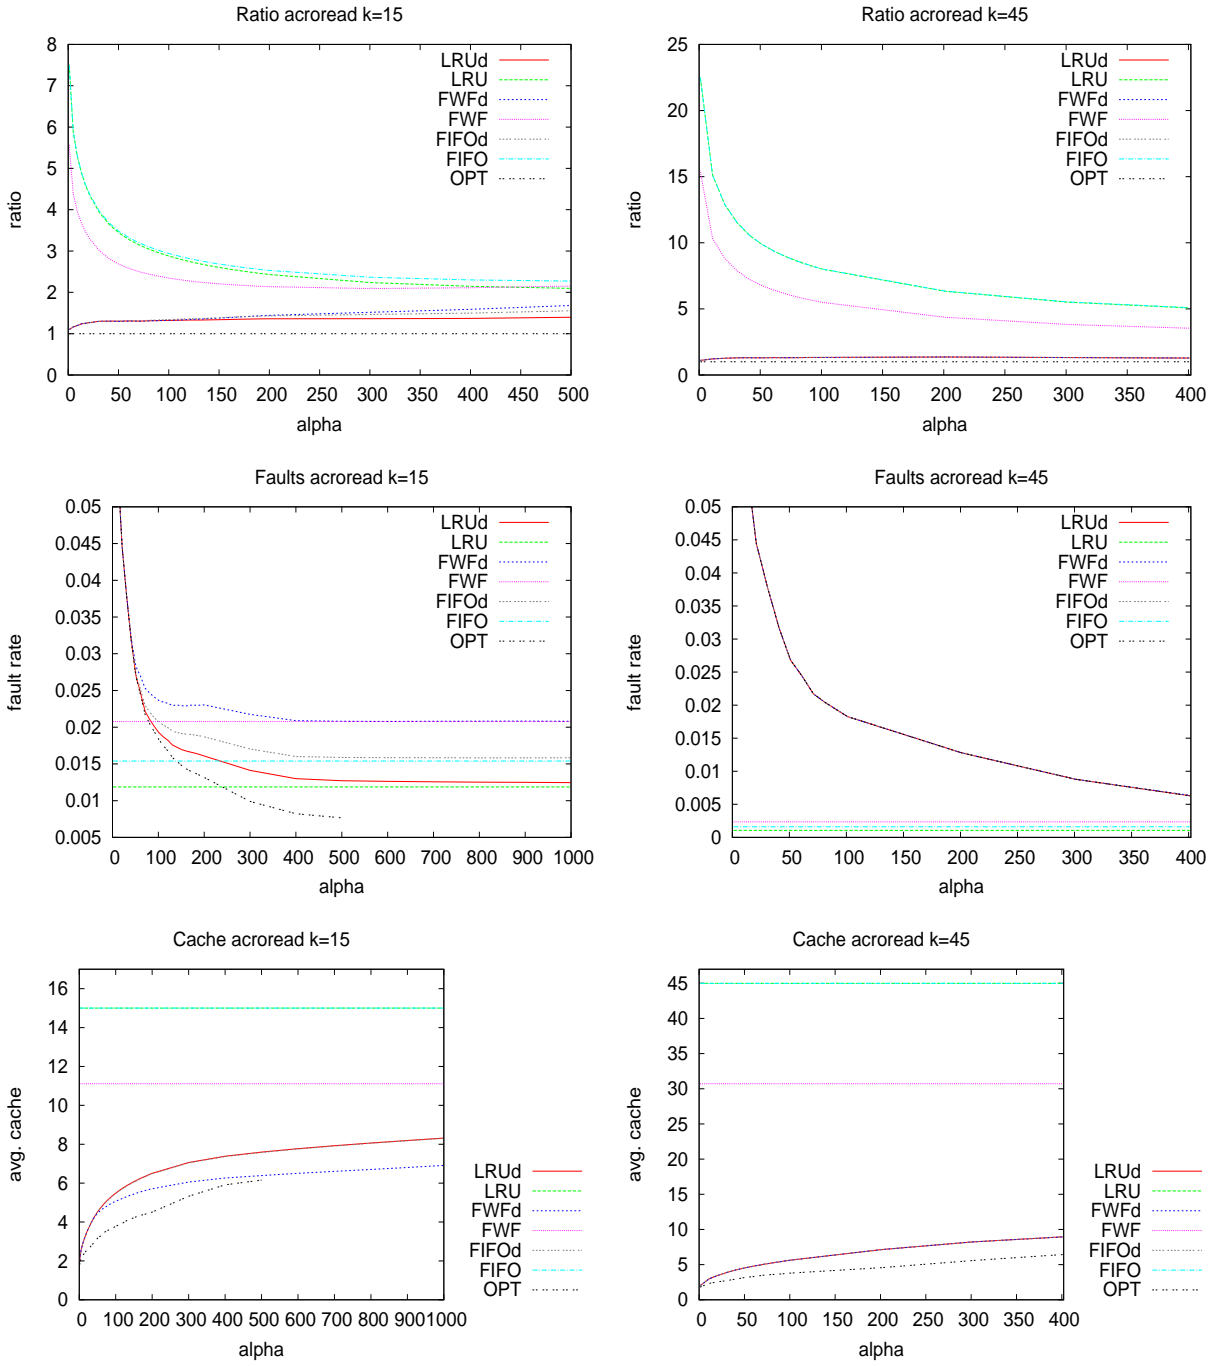 Ratio acroread k=15
8
7
6
5
4
3
2
1
0
ratio
0 50 100 150 200 250 300 350 400 450 500
alpha
LRUd
LRU
FWFd
FWF
FIFOd
FIFO
OPT
Ratio acroread k=45
25
20
15
10
5
0
ratio
0 50 100 150 200 250 300 350 400
alpha
LRUd
LRU
FWFd
FWF
FIFOd
FIFO
OPT
Faults acroread k=15
0.05
0.045
0.04
0.035
0.03
0.025
0.02
0.015
0.01
0.005
fault rate
0 100 200 300 400 500 600 700 800 900 1000
alpha
LRUd
LRU
FWFd
FWF
FIFOd
FIFO
OPT
Faults acroread k=45
0.05
0.045
0.04
0.035
0.03
0.025
0.02
0.015
0.01
0.005
0
fault rate
0 50 100 150 200 250 300 350 400
alpha
LRUd
LRU
FWFd
FWF
FIFOd
FIFO
OPT
Cache acroread k=15
16
14
12
10
8
6
4
2
0
avg. cache
0 100 200 300 400 500 600 700 800 9001000
alpha
LRUd
LRU
FWFd
FWF
FIFOd
FIFO
OPT
Cache acroread k=45
45
40
35
30
25
20
15
10
5
0
avg. cache
0 50 100 150 200 250 300 350 400
alpha
LRUd
LRU
FWFd
FWF
FIFOd
FIFO
OPT